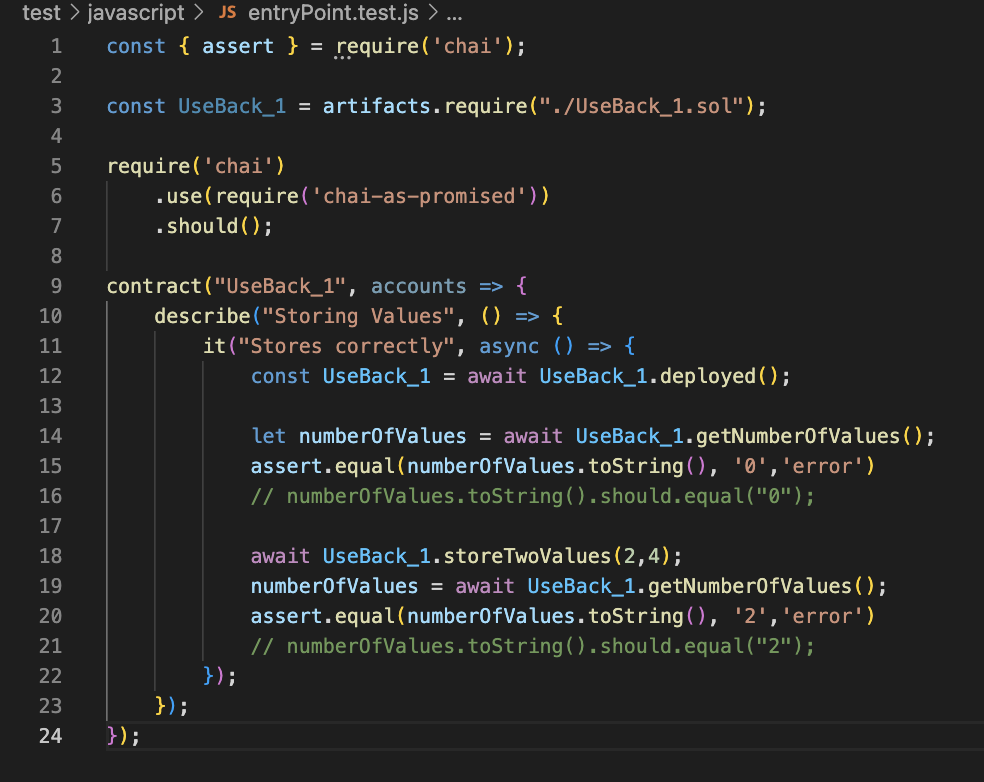 test > javascript > JS entryPoint.test.js > ...
1 const { assert } = require('chai');
2
3 const UseBack_1 = artifacts.require("./UseBack_1.sol");
4
5 require('chai')
6     .use(require('chai-as-promised'))
7     .should();
8
9 contract("UseBack_1", accounts => {
10     describe("Storing Values", () => {
11         it("Stores correctly", async () => {
12             const UseBack_1 = await UseBack_1.deployed();
13
14             let numberOfValues = await UseBack_1.getNumberOfValues();
15             assert.equal(numberOfValues.toString(), '0','error')
16             // numberOfValues.toString().should.equal("0");
17
18             await UseBack_1.storeTwoValues(2,4);
19             numberOfValues = await UseBack_1.getNumberOfValues();
20             assert.equal(numberOfValues.toString(), '2','error')
21             // numberOfValues.toString().should.equal("2");
22         });
23     });
24 });